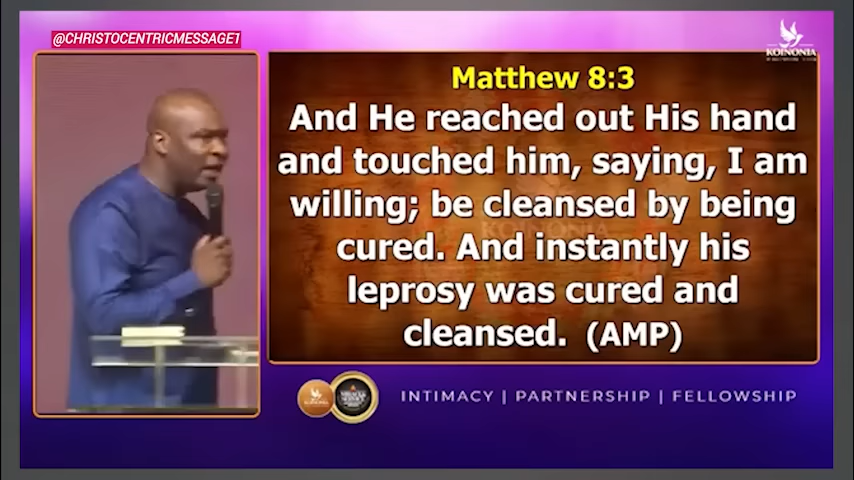 @CHRISTOCENTRICMESSAGE1
KOINONIA
Matthew 8:3
And He reached out His hand
and touched him, saying, I am
willing; be cleansed by being
cured. And instantly his
leprosy was cured and
cleansed. (AMP)
INTIMACY | PARTNERSHIP | FELLOWSHIP